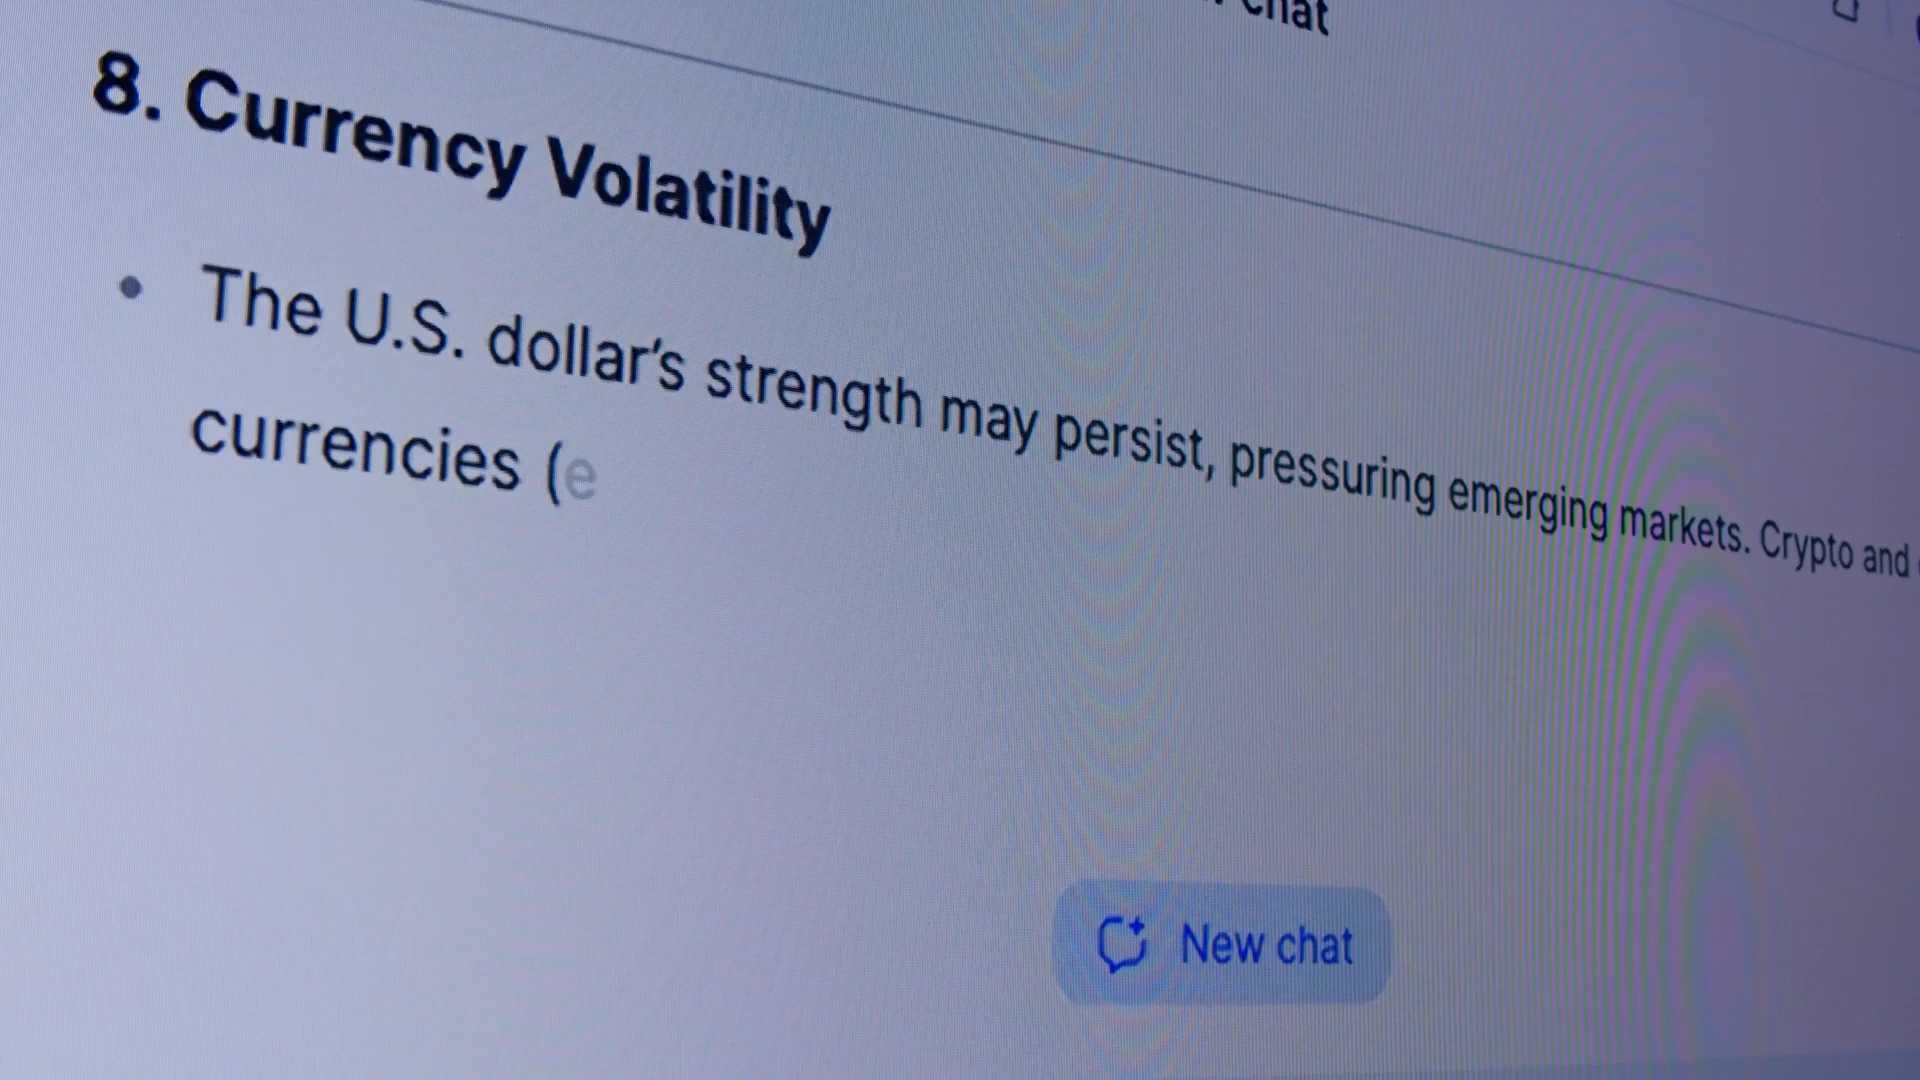 chat
8. Currency Volatility
• The U.S. dollar’s strength may persist, pressuring emerging markets. Crypto and
currencies (e
New chat